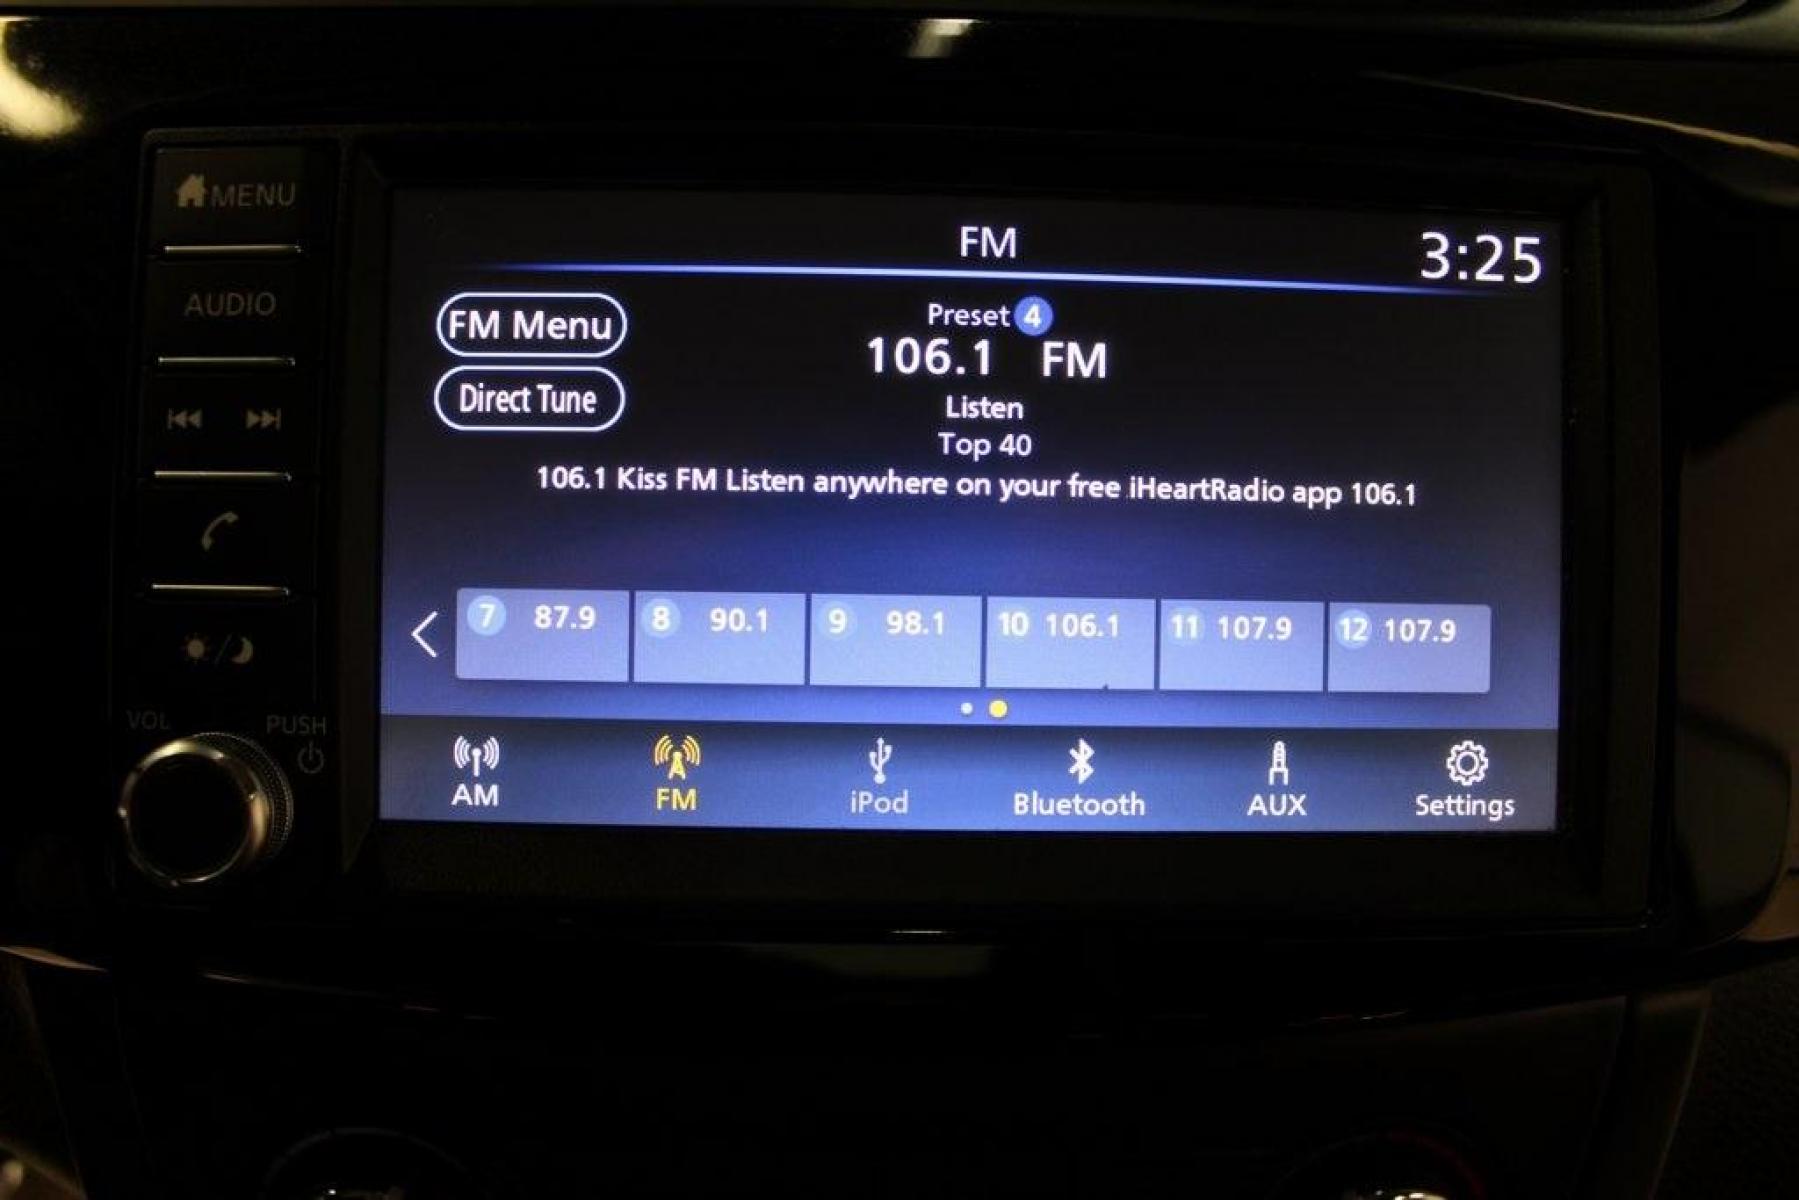 MENU
AUDIO
VOL
PUSH
FM
3:25
FM Menu
Direct Tune
Preset 4
106.1 FM
Listen
Top 40
106.1 Kiss FM Listen anywhere on your free iHeartRadio app 106.1
7 87.9
8 90.1
9 98.1
10 106.1
11 107.9
12 107.9
AM
FM
iPod
Bluetooth
AUX
Settings